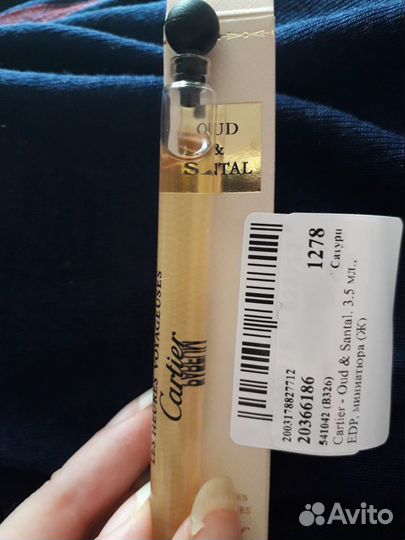 OUD
&
SANTAL
LES HEURES VOYAGEUSES
Cartier
PARFUM
1278
Сатурн
2003178827712
20366186
541042 (B326)
Cartier - Oud & Santal. 3.5 мл.,
EDP, миниатюра (Ж)
Avito